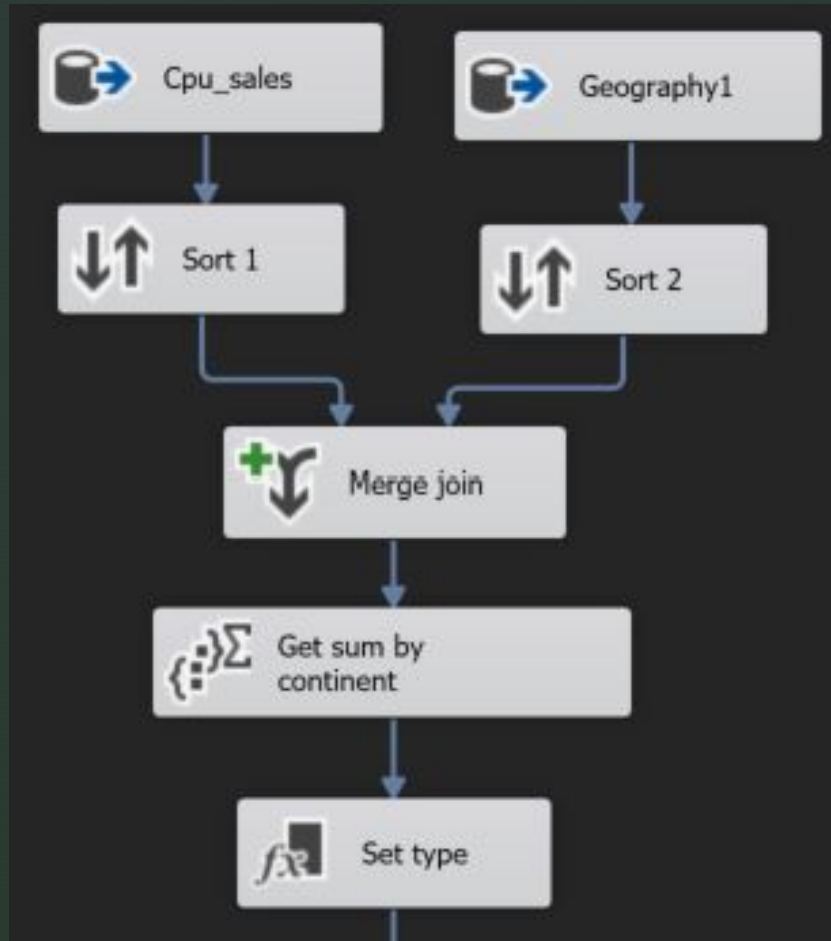 Cpu_sales
Geography1
Sort 1
Sort 2
Merge join
Get sum by
continent
Set type